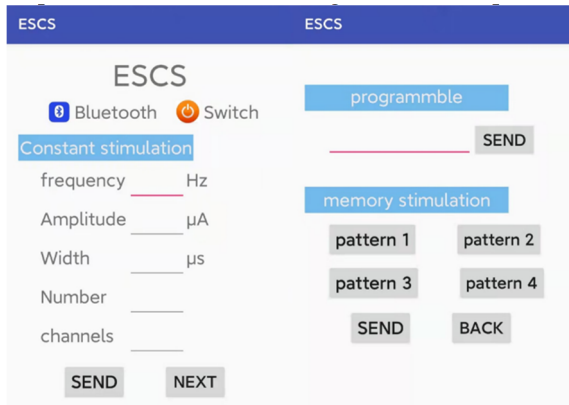 ESCS
ESCS
Bluetooth Switch
Constant stimulation
frequency Hz
Amplitude µA
Width µs
Number
channels
SEND NEXT
ESCS
programmble
SEND
memory stimulation
pattern 1 pattern 2
pattern 3 pattern 4
SEND BACK